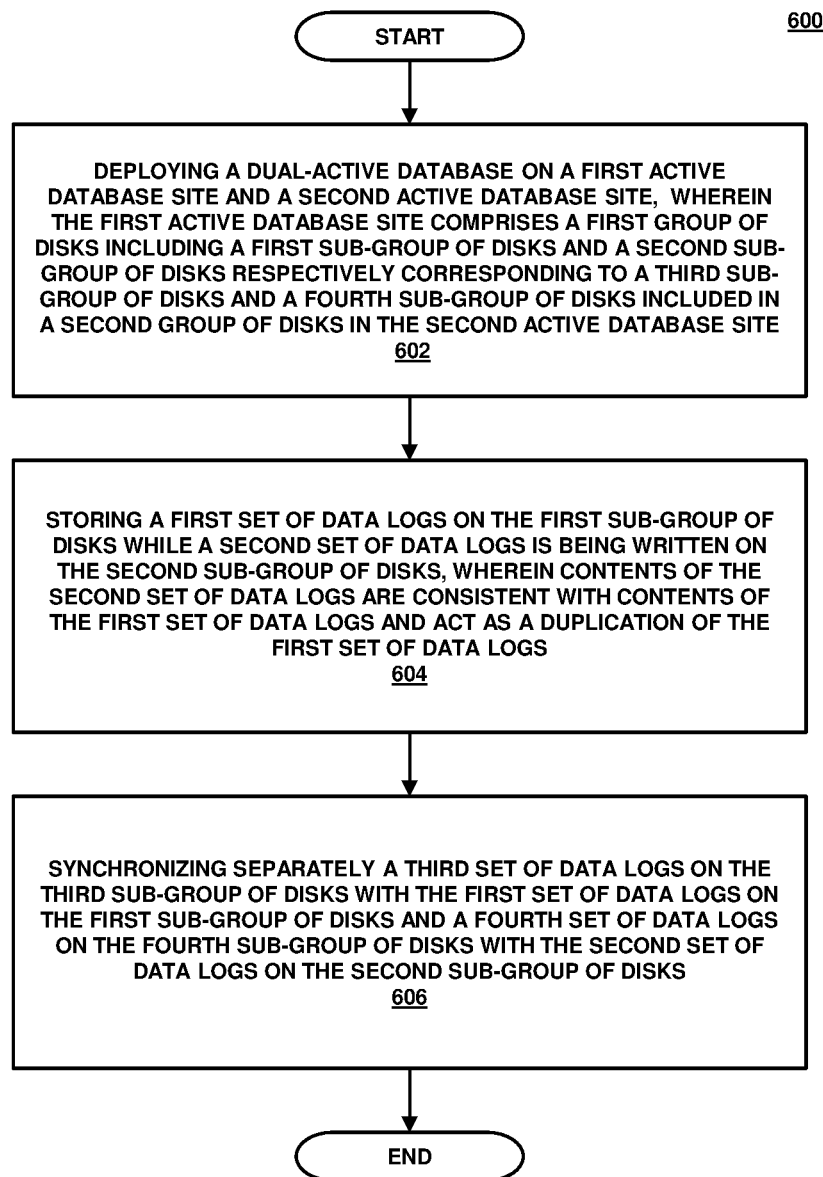 600
START
DEPLOYING A DUAL-ACTIVE DATABASE ON A FIRST ACTIVE
DATABASE SITE AND A SECOND ACTIVE DATABASE SITE, WHEREIN
THE FIRST ACTIVE DATABASE SITE COMPRISES A FIRST GROUP OF
DISKS INCLUDING A FIRST SUB-GROUP OF DISKS AND A SECOND SUB-
GROUP OF DISKS RESPECTIVELY CORRESPONDING TO A THIRD SUB-
GROUP OF DISKS AND A FOURTH SUB-GROUP OF DISKS INCLUDED IN
A SECOND GROUP OF DISKS IN THE SECOND ACTIVE DATABASE SITE
602
STORING A FIRST SET OF DATA LOGS ON THE FIRST SUB-GROUP OF
DISKS WHILE A SECOND SET OF DATA LOGS IS BEING WRITTEN ON
THE SECOND SUB-GROUP OF DISKS, WHEREIN CONTENTS OF THE
SECOND SET OF DATA LOGS ARE CONSISTENT WITH CONTENTS OF
THE FIRST SET OF DATA LOGS AND ACT AS A DUPLICATION OF THE
FIRST SET OF DATA LOGS
604
SYNCHRONIZING SEPARATELY A THIRD SET OF DATA LOGS ON THE
THIRD SUB-GROUP OF DISKS WITH THE FIRST SET OF DATA LOGS ON
THE FIRST SUB-GROUP OF DISKS AND A FOURTH SET OF DATA LOGS
ON THE FOURTH SUB-GROUP OF DISKS WITH THE SECOND SET OF
DATA LOGS ON THE SECOND SUB-GROUP OF DISKS
606
END